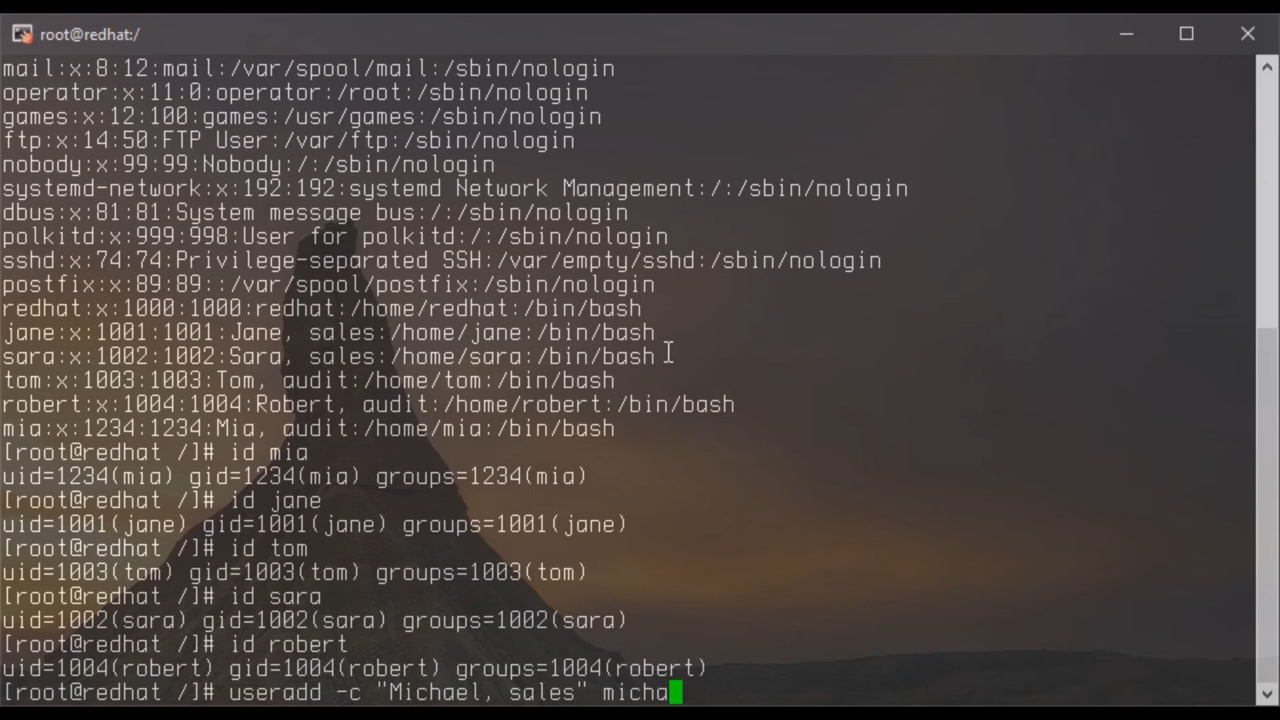 root@redhat:/
mail:x:8:12:mail:/var/spool/mail:/sbin/nologin
operator:x:11:0:operator:/root:/sbin/nologin
games:x:12:100:games:/usr/games:/sbin/nologin
ftp:x:14:50:FTP User:/var/ftp:/sbin/nologin
nobody:x:99:99:Nobody:/:/sbin/nologin
systemd-network:x:192:192:systemd Network Management:/:/sbin/nologin
dbus:x:81:81:System message bus:/:/sbin/nologin
polkitd:x:999:998:User for polkitd:/:/sbin/nologin
sshd:x:74:74:Privilege-separated SSH:/var/empty/sshd:/sbin/nologin
postfix:x:89:89::/var/spool/postfix:/sbin/nologin
redhat:x:1000:1000:redhat:/home/redhat:/bin/bash
jane:x:1001:1001:Jane, sales:/home/jane:/bin/bash
sara:x:1002:1002:Sara, sales:/home/sara:/bin/bash
tom:x:1003:1003:Tom, audit:/home/tom:/bin/bash
robert:x:1004:1004:Robert, audit:/home/robert:/bin/bash
mia:x:1234:1234:Mia, audit:/home/mia:/bin/bash
[root@redhat /]# id mia
uid=1234(mia) gid=1234(mia) groups=1234(mia)
[root@redhat /]# id jane
uid=1001(jane) gid=1001(jane) groups=1001(jane)
[root@redhat /]# id tom
uid=1003(tom) gid=1003(tom) groups=1003(tom)
[root@redhat /]# id sara
uid=1002(sara) gid=1002(sara) groups=1002(sara)
[root@redhat /]# id robert
uid=1004(robert) gid=1004(robert) groups=1004(robert)
[root@redhat /]# useradd -c "Michael, sales" micha